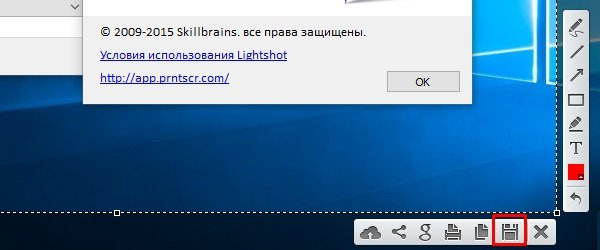 © 2009-2015 Skillbrains. все права защищены.
Условия использования Lightshot
http://app.prntscr.com/
OK
T
g